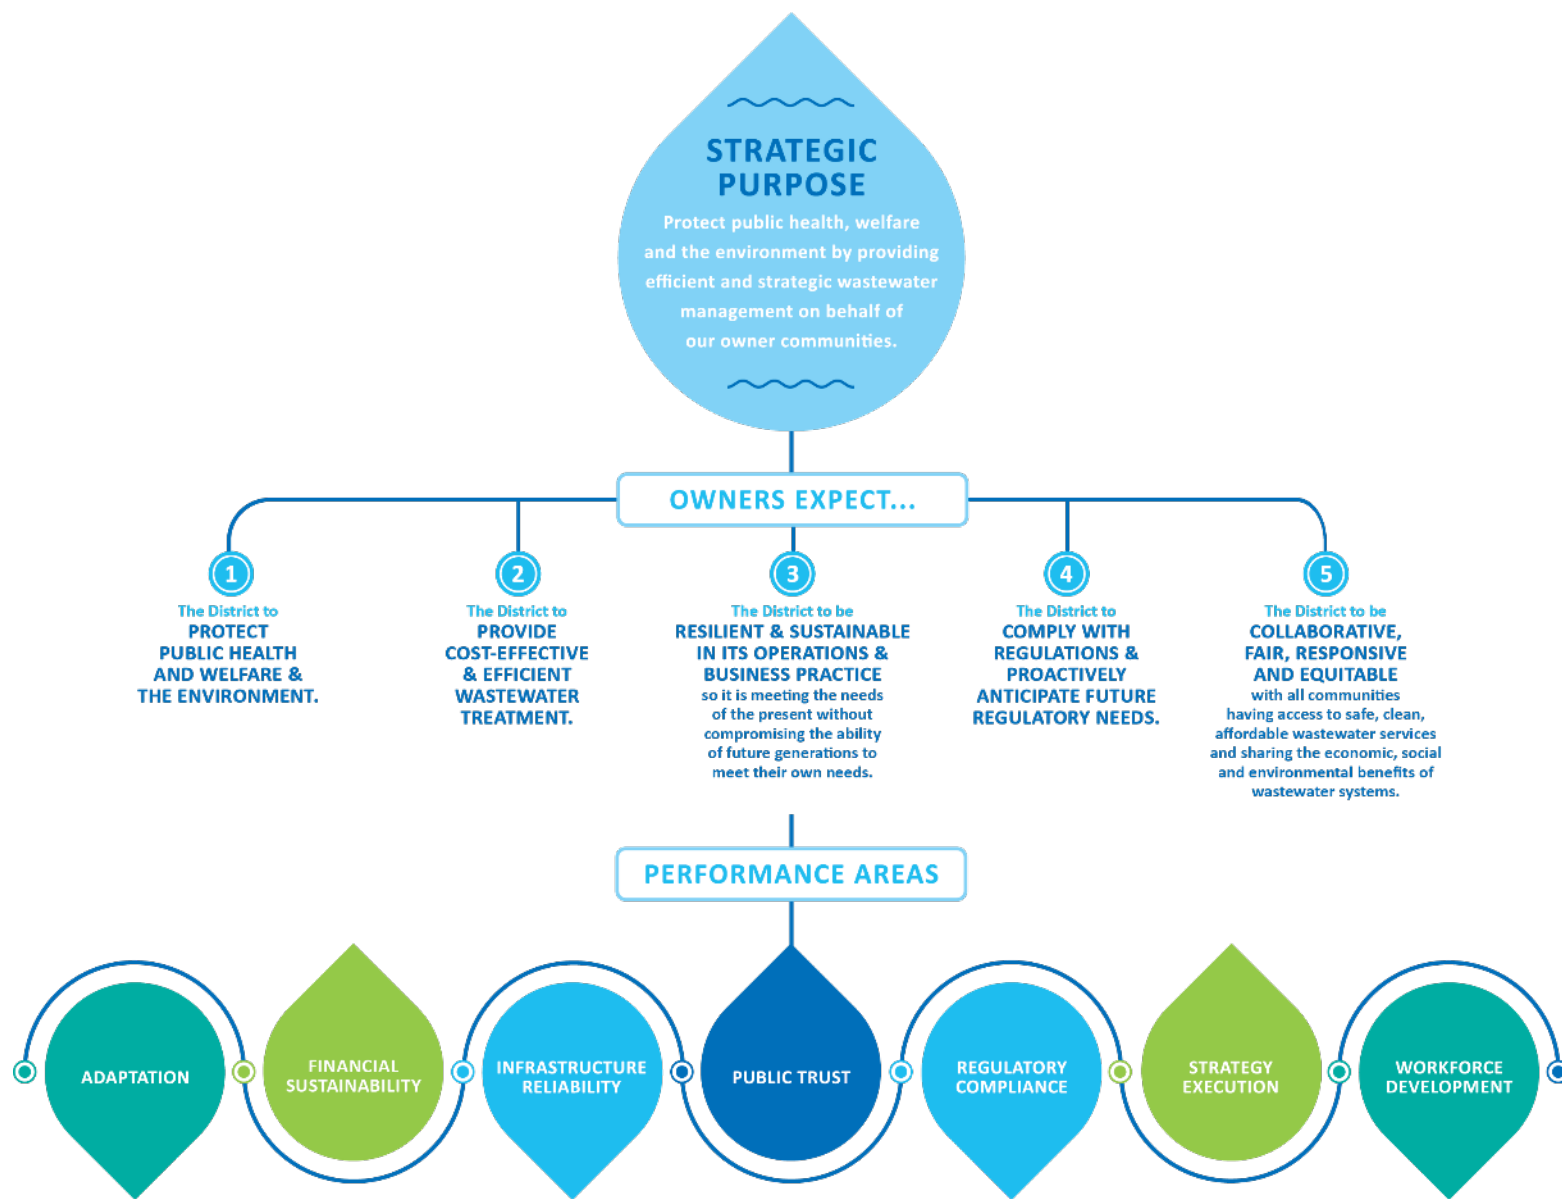 STRATEGIC
PURPOSE
Protect public health, welfare
and the environment by providing
efficient and strategic wastewater
management on behalf of
our owner communities.
OWNERS EXPECT...
1
The District to
PROTECT
PUBLIC HEALTH
AND WELFARE &
THE ENVIRONMENT.
2
The District to
PROVIDE
COST-EFFECTIVE
& EFFICIENT
WASTEWATER
TREATMENT.
3
The District to be
RESILIENT & SUSTAINABLE
IN ITS OPERATIONS &
BUSINESS PRACTICE
so it is meeting the needs
of the present without
compromising the ability
of future generations to
meet their own needs.
4
The District to
COMPLY WITH
REGULATIONS &
PROACTIVELY
ANTICIPATE FUTURE
REGULATORY NEEDS.
5
The District to be
COLLABORATIVE,
FAIR, RESPONSIVE
AND EQUITABLE
with all communities
having access to safe, clean,
affordable wastewater services
and sharing the economic, social
and environmental benefits of
wastewater systems.
PERFORMANCE AREAS
ADAPTATION
FINANCIAL
SUSTAINABILITY
INFRASTRUCTURE
RELIABILITY
PUBLIC TRUST
REGULATORY
COMPLIANCE
STRATEGY
EXECUTION
WORKFORCE
DEVELOPMENT